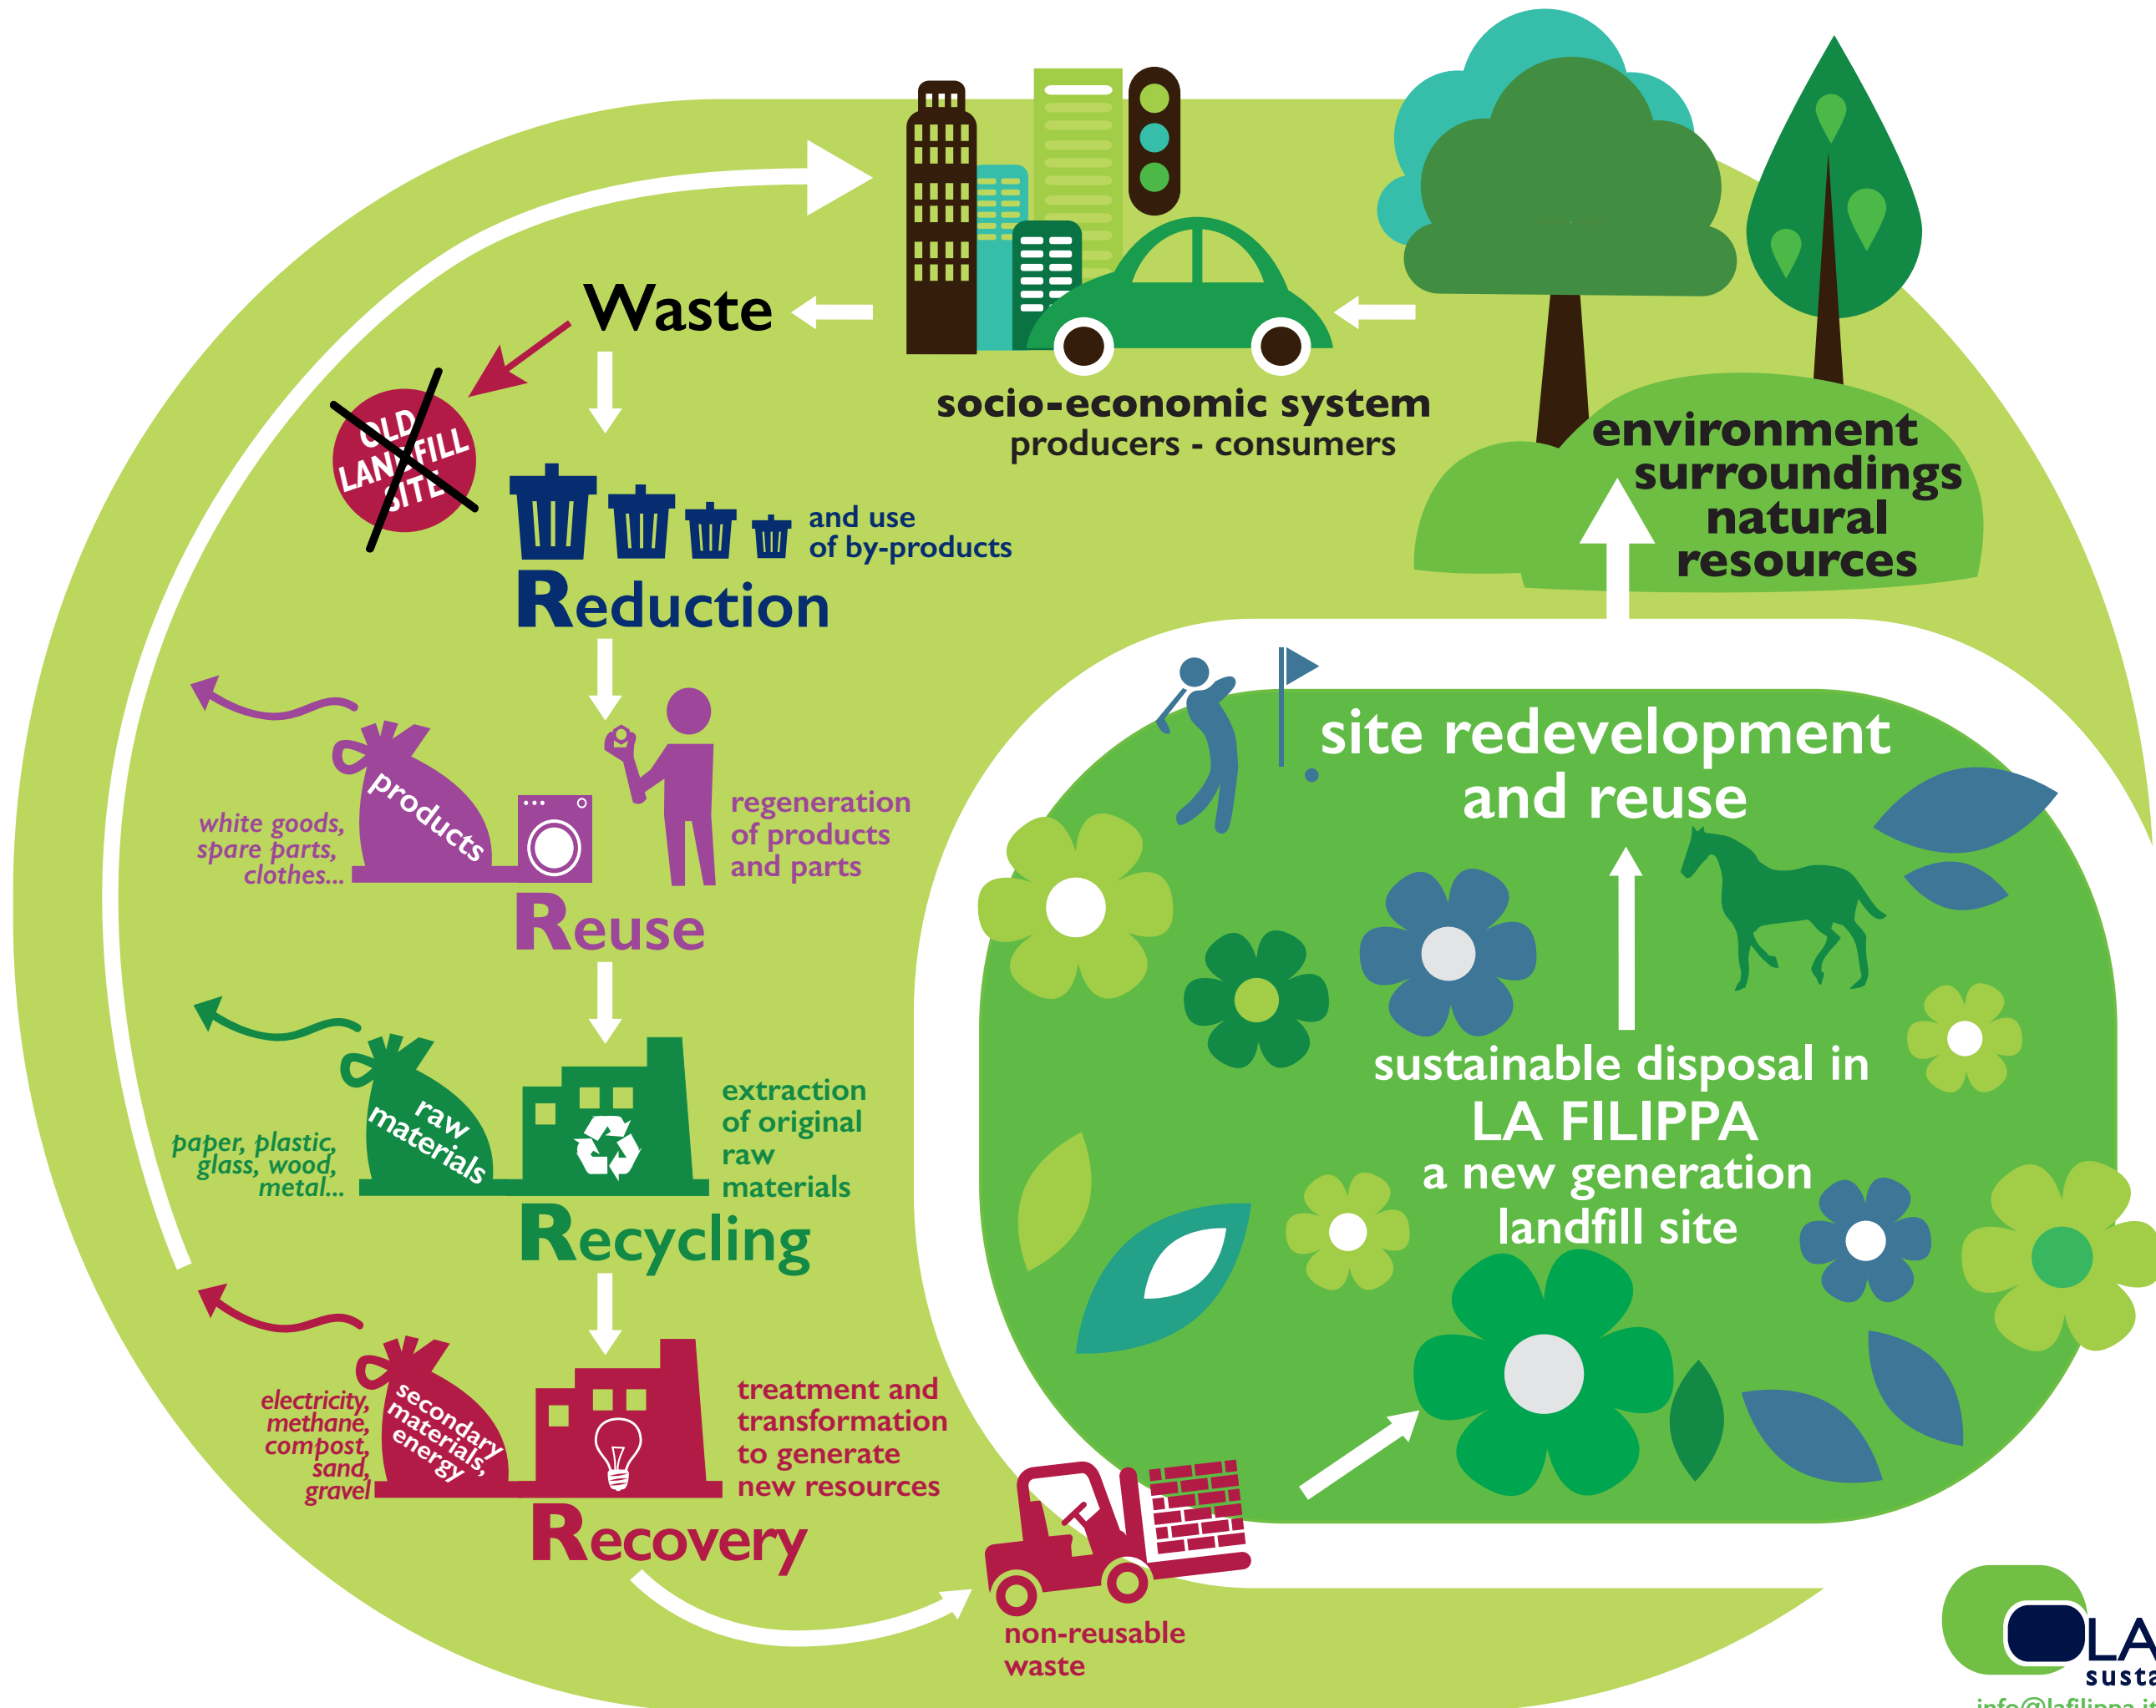 Waste
OLD
LANDFILL
SITE
socio-economic system
producers - consumers
environment
surroundings
natural
resources
and use
of by-products
Reduction
products
white goods,
spare parts,
clothes...
regeneration
of products
and parts
Reuse
raw
materials
paper, plastic,
glass, wood,
metal...
extraction
of original
raw
materials
Recycling
secondary
materials,
energy
electricity,
methane,
compost,
sand,
gravel
treatment and
transformation
to generate
new resources
Recovery
non-reusable
waste
site redevelopment
and reuse
sustainable disposal in
LA FILIPPA
a new generation
landfill site
LA
info@lafilippa.it